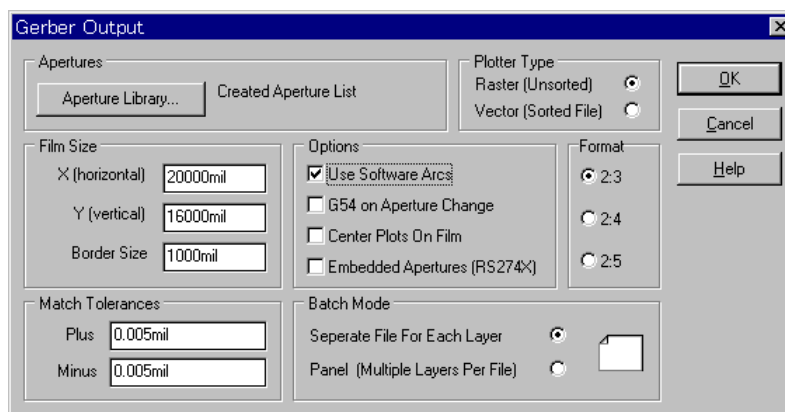 Gerber Output
Apertures
Aperture Library...
Created Aperture List
Plotter Type
Raster (Unsorted)
Vector (Sorted File)
OK
Cancel
Help
Film Size
X (horizontal) 20000mil
Y (vertical) 16000mil
Border Size 1000mil
Options
Use Software Arcs
G54 on Aperture Change
Center Plots On Film
Embedded Apertures (RS274X)
Format
2:3
2:4
2:5
Match Tolerances
Plus 0.005mil
Minus 0.005mil
Batch Mode
Seperate File For Each Layer
Panel (Multiple Layers Per File)